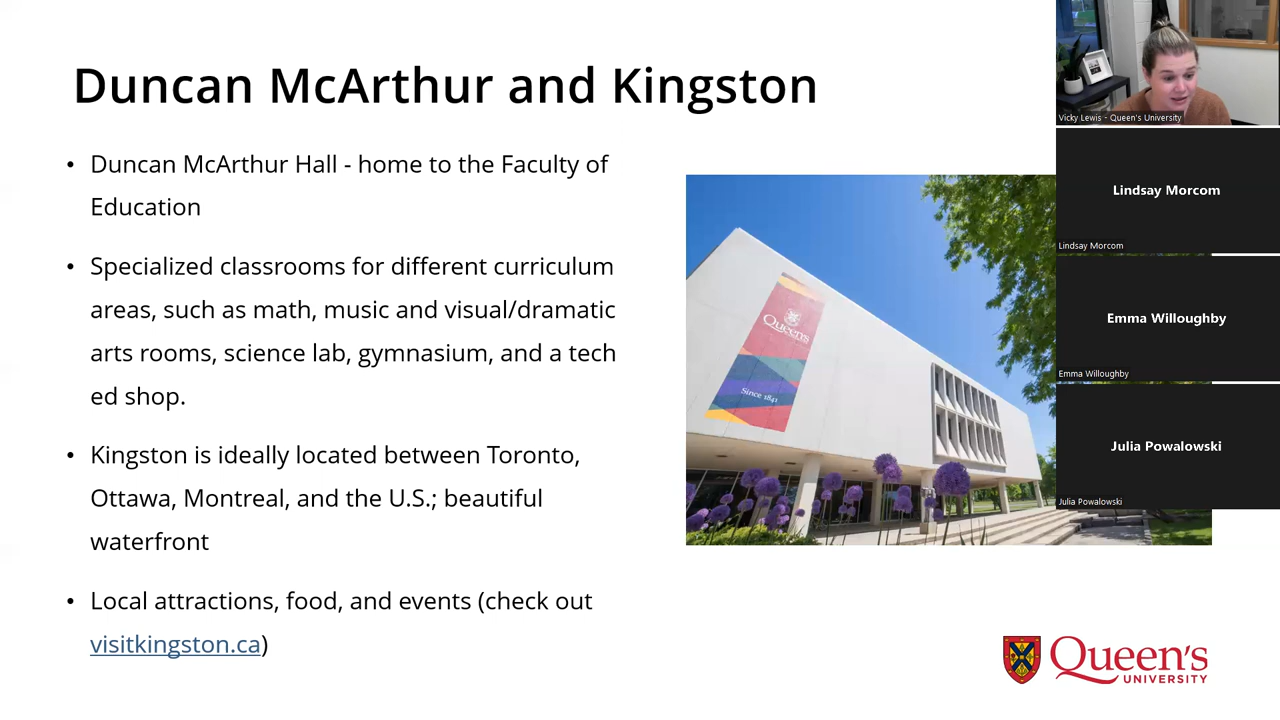 Duncan McArthur and Kingston
• Duncan McArthur Hall - home to the Faculty of
Education
• Specialized classrooms for different curriculum
areas, such as math, music and visual/dramatic
arts rooms, science lab, gymnasium, and a tech
ed shop.
• Kingston is ideally located between Toronto,
Ottawa, Montreal, and the U.S.; beautiful
waterfront
• Local attractions, food, and events (check out
visitkingston.ca)
Queen's
Since 1841
Vicky Lewis - Queen's University
Lindsay Morcom
Lindsay Morcom
Emma Willoughby
Emma Willoughby
Julia Powalowski
Julia Powalowski
Queen's
UNIVERSITY